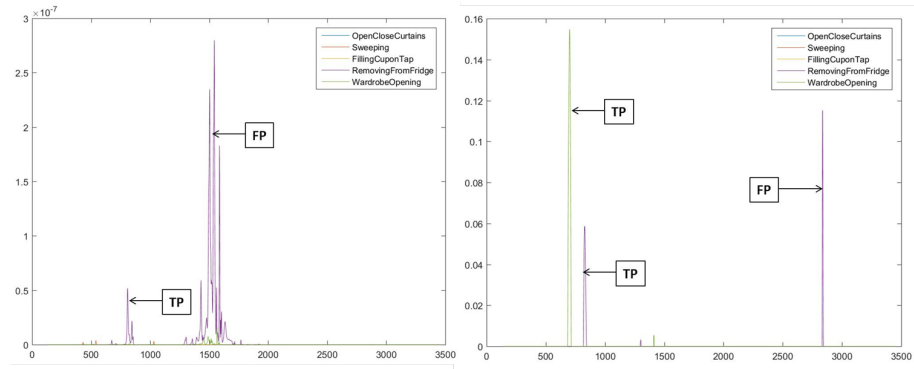 3
×10⁻⁷
2.5
2
1.5
1
0.5
0
0
500
1000
1500
2000
2500
3000
3500
OpenCloseCurtains
Sweeping
FillingCuponTap
RemovingFromFridge
WardrobeOpening
FP
TP
0.16
0.14
0.12
0.1
0.08
0.06
0.04
0.02
0
0
500
1000
1500
2000
2500
3000
3500
OpenCloseCurtains
Sweeping
FillingCuponTap
RemovingFromFridge
WardrobeOpening
TP
FP
TP